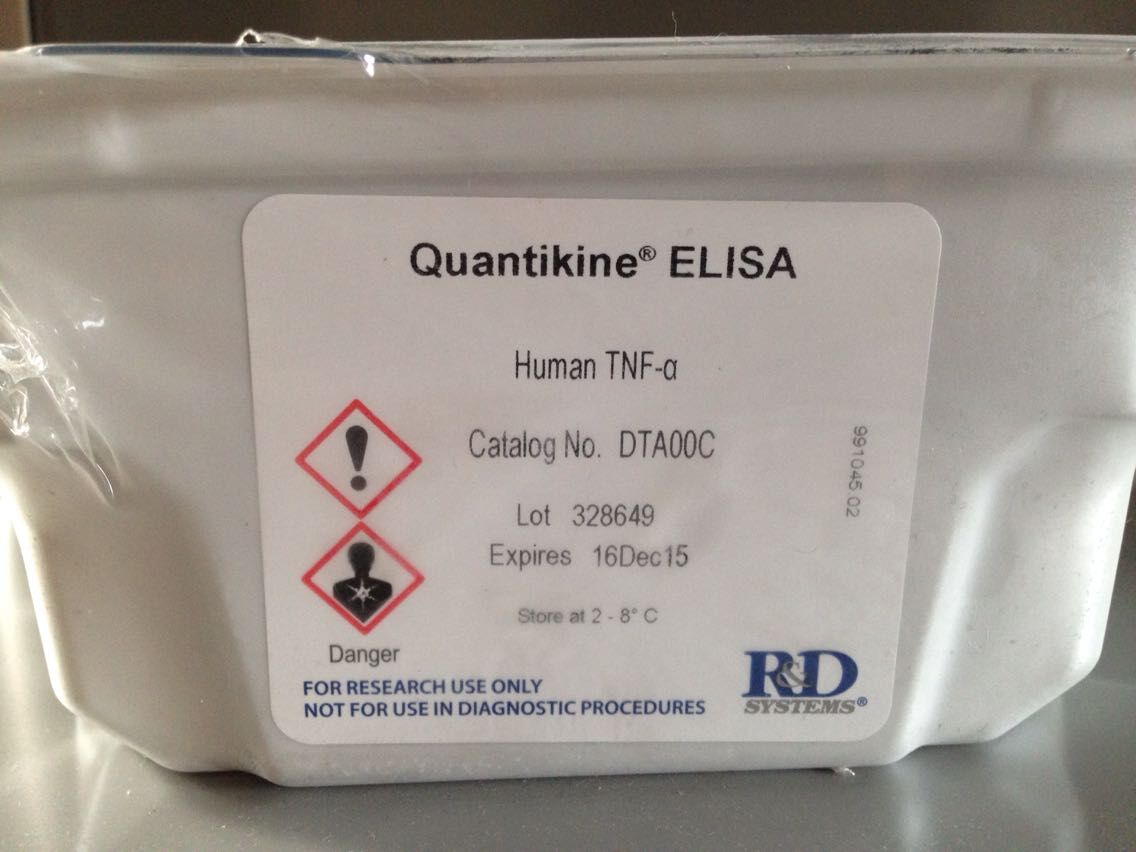 Quantikine® ELISA
Human TNF-α
Catalog No. DTA00C
991045.02
Lot 328649
Expires 16Dec15
Store at 2 - 8° C
Danger
FOR RESEARCH USE ONLY
NOT FOR USE IN DIAGNOSTIC PROCEDURES
R&D
SYSTEMS®